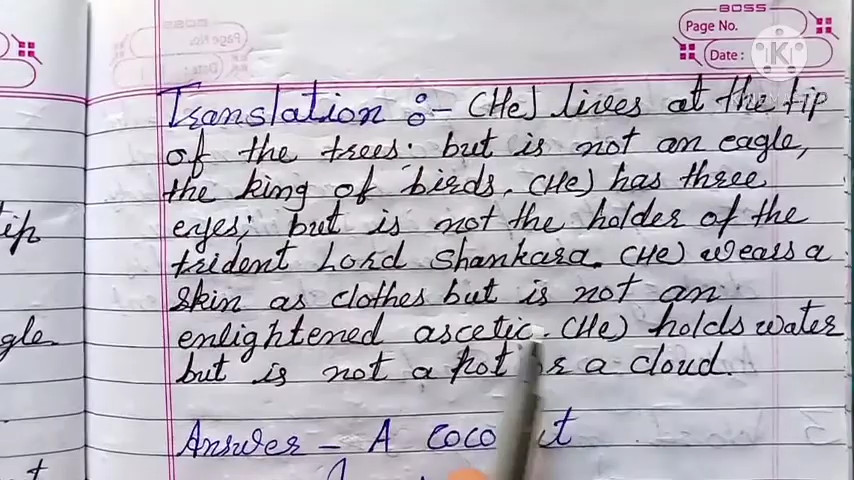 BOSS
Page No.
Date :
KI
Translation :- (He) lives at the tip
of the trees. but is not an eagle,
the king of birds. (He) has three
eyes; but is not the holder of the
trident Lord Shankara. (He) wears a
skin as clothes but is not an
enlightened ascetic. (He) holds water
but is not a pot or a cloud.
Answer - A coconut
tip
gle